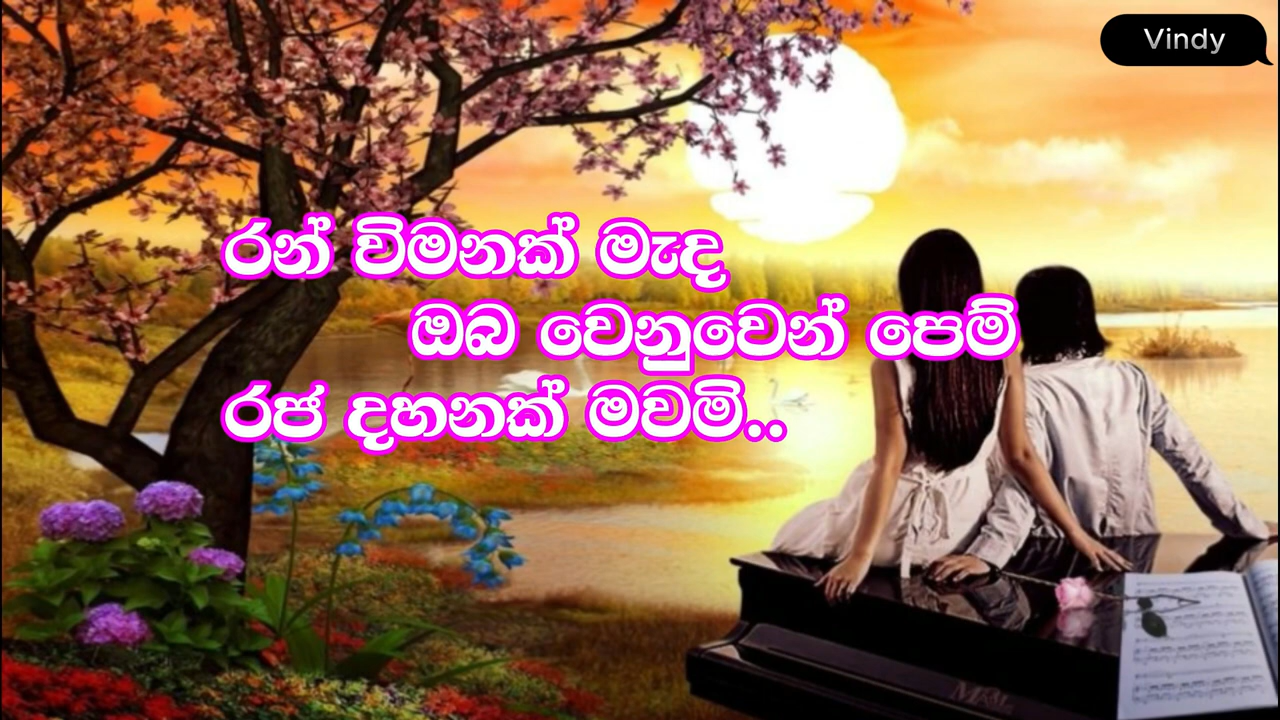 Vindy
රන් විමනක් මැද
ඔබ වෙනුවෙන් පෙම්
රජ දහනක් මවමි..